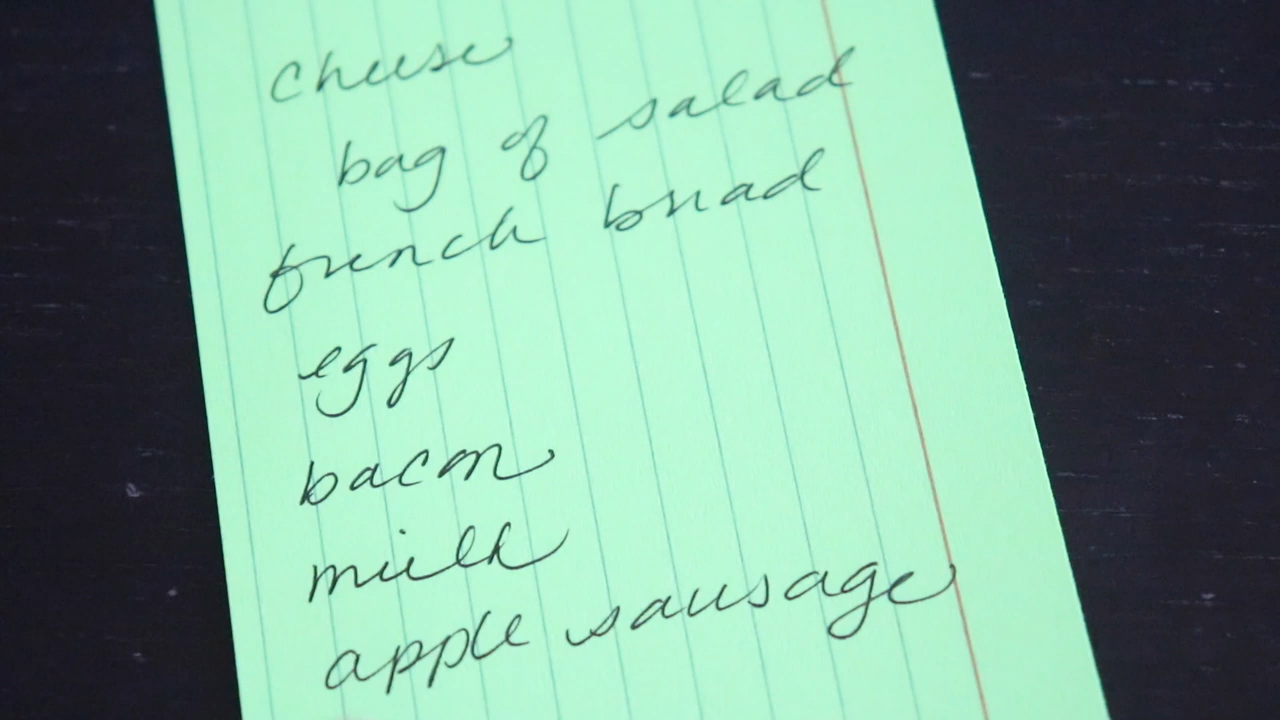 cheese
bag of salad
french bread
eggs
bacon
milk
apple sausage